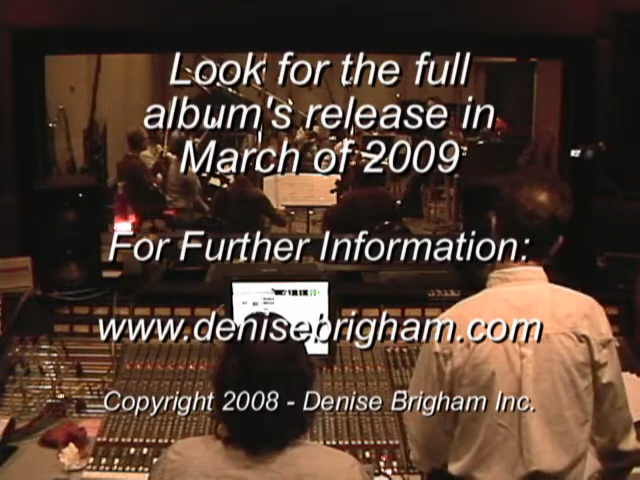 Look for the full
album's release in
March of 2009
For Further Information:
www.denisebrigham.com
Copyright 2008 - Denise Brigham Inc.